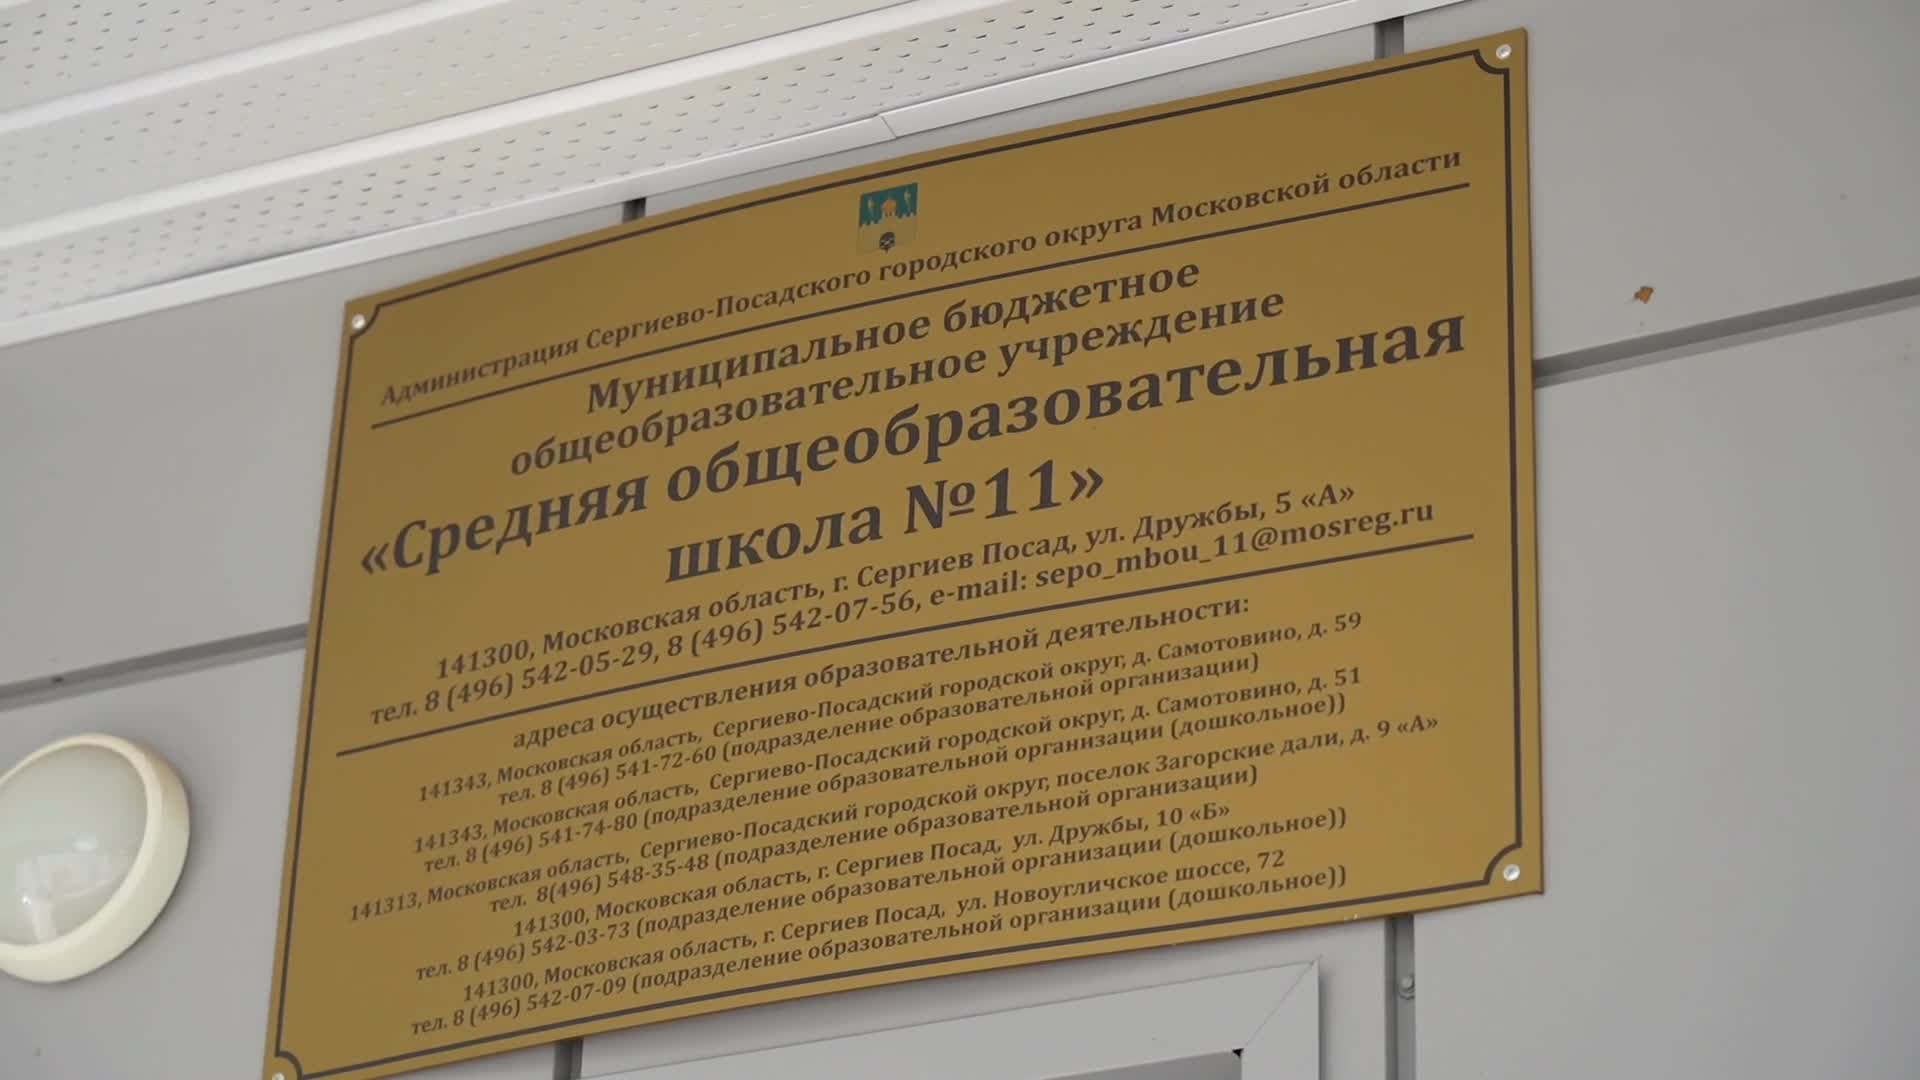 Администрация Сергиево-Посадского городского округа Московской области
Муниципальное бюджетное
общеобразовательное учреждение
«Средняя общеобразовательная
школа №11»
141300, Московская область, г. Сергиев Посад, ул. Дружбы, 5 «А»
тел. 8 (496) 542-05-29, 8 (496) 542-07-56, e-mail: sepo_mbou_11@mosreg.ru
адреса осуществления образовательной деятельности:
141343, Московская область, Сергиево-Посадский городской округ, д. Самотовино, д. 59
тел. 8 (496) 541-72-60 (подразделение образовательной организации)
141343, Московская область, Сергиево-Посадский городской округ, д. Самотовино, д. 51
тел. 8 (496) 541-74-80 (подразделение образовательной организации (дошкольное))
141313, Московская область, Сергиево-Посадский городской округ, поселок Загорские дали, д. 9 «А»
тел. 8(496) 548-35-48 (подразделение образовательной организации)
141300, Московская область, г. Сергиев Посад, ул. Дружбы, 10 «Б»
тел. 8 (496) 542-03-73 (подразделение образовательной организации (дошкольное))
141300, Московская область, г. Сергиев Посад, ул. Новоугличское шоссе, 72
тел. 8 (496) 542-07-09 (подразделение образовательной организации (дошкольное))